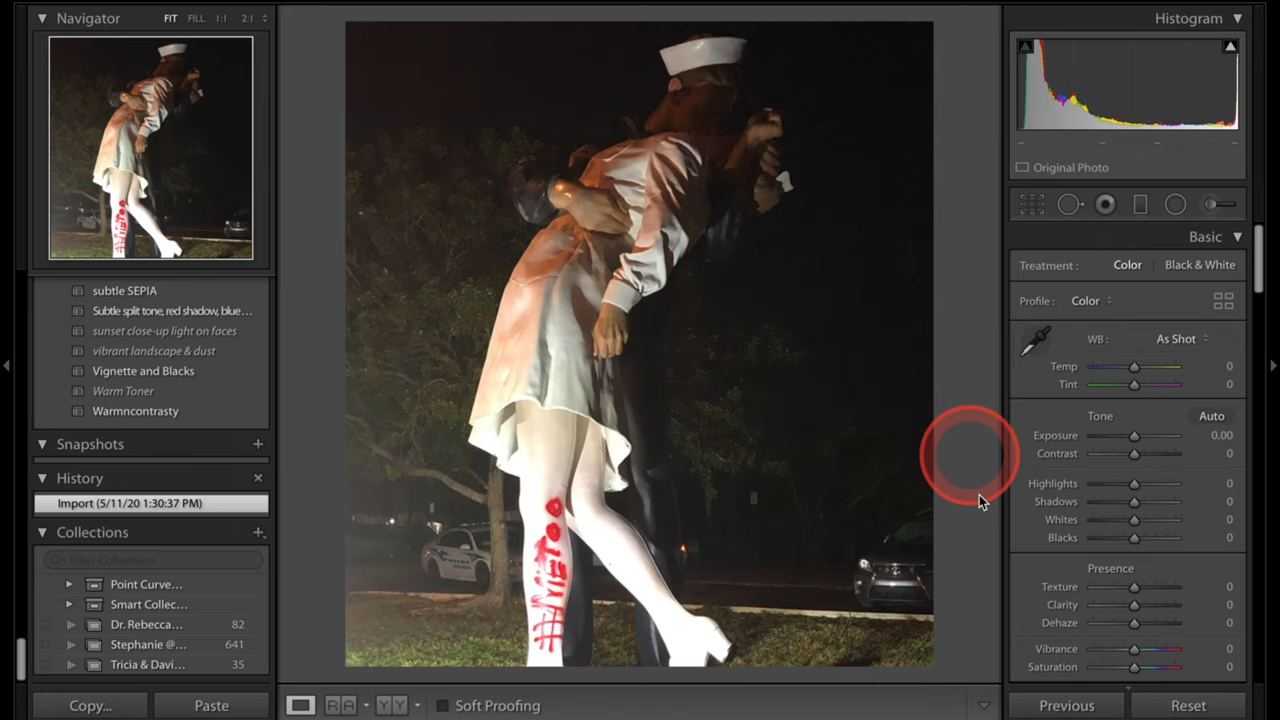 Navigator
FIT FILL 1:1 2:1
subtle SEPIA
Subtle split tone, red shadow, blue…
sunset close-up light on faces
vibrant landscape & dust
Vignette and Blacks
Warm Toner
Warmncontrasty
Snapshots
History
Import (5/11/20 1:30:37 PM)
Collections
Filter Collections
Point Curve…
Smart Collec…
Dr. Rebecca… 82
Stephanie @… 641
Tricia & Davi… 35
Copy... Paste
#METOO
RA YY Soft Proofing
Histogram
Original Photo
Basic
Treatment : Color Black & White
Profile : Color
WB : As Shot
Temp 0
Tint 0
Tone Auto
Exposure 0.00
Contrast 0
Highlights 0
Shadows 0
Whites 0
Blacks 0
Presence
Texture 0
Clarity 0
Dehaze 0
Vibrance 0
Saturation 0
Previous Reset